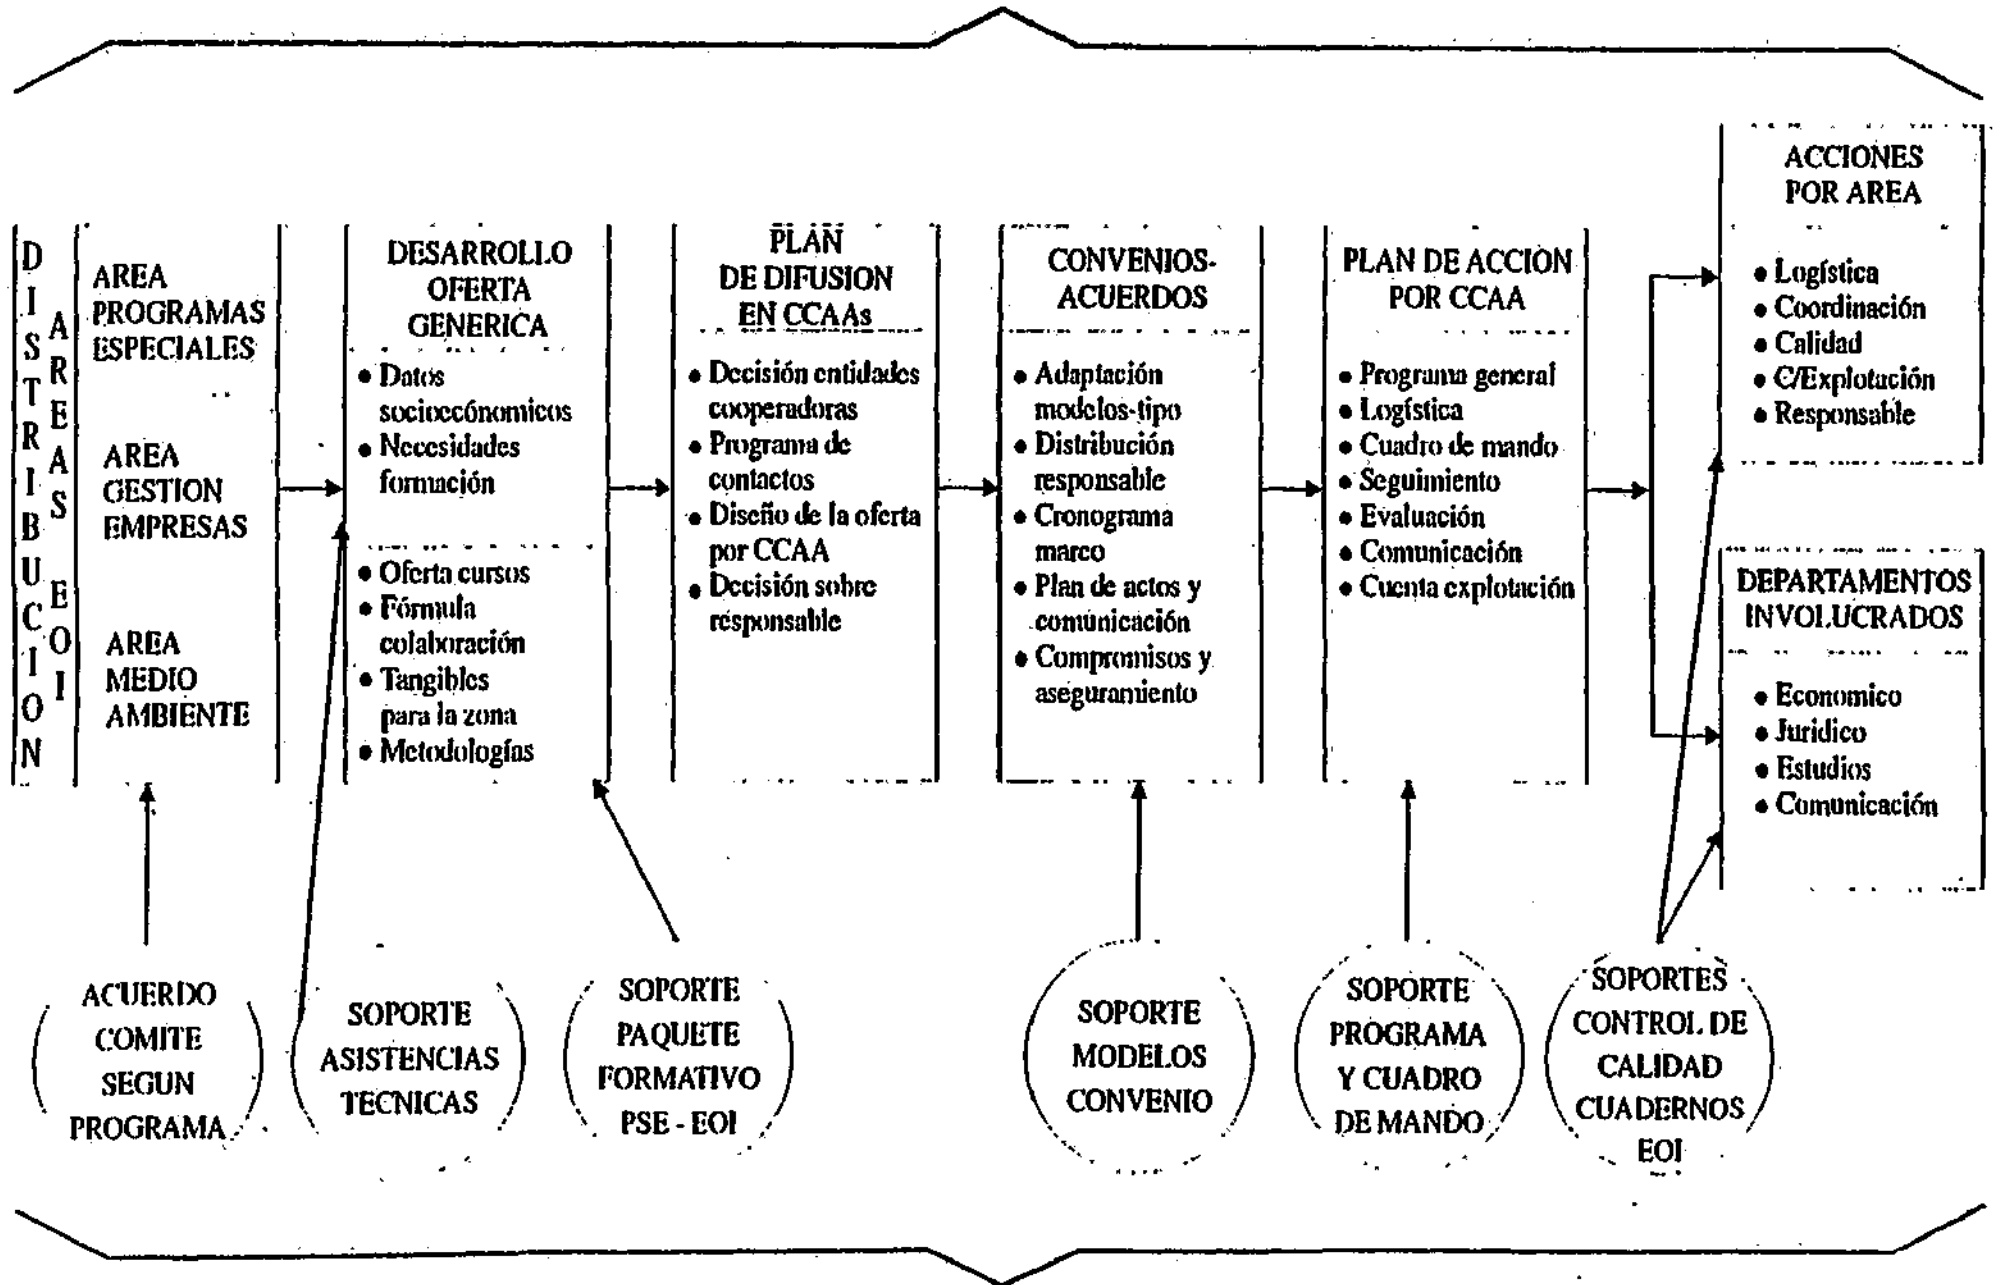 DISTRIBUCION
AREAS EOI
AREA
PROGRAMAS
ESPECIALES
AREA
GESTION
EMPRESAS
AREA
MEDIO
AMBIENTE
DESARROLLO
OFERTA
GENERICA
• Datos
socioecónomicos
• Necesidades
formación
• Oferta cursos
• Fórmula
colaboración
• Tangibles
para la zona
• Metodologías
PLAN
DE DIFUSION
EN CCAAs
• Decisión entidades
cooperadoras
• Programa de
contactos
• Diseño de la oferta
por CCAA
• Decisión sobre
responsable
CONVENIOS-
ACUERDOS
• Adaptación
modelos-tipo
• Distribución
responsable
• Cronograma
marco
• Plan de actos y
comunicación
• Compromisos y
aseguramiento
PLAN DE ACCION
POR CCAA
• Programa general
• Logística
• Cuadro de mando
• Seguimiento
• Evaluación
• Comunicación
• Cuenta explotación
ACCIONES
POR AREA
• Logística
• Coordinación
• Calidad
• C/Explotación
• Responsable
DEPARTAMENTOS
INVOLUCRADOS
• Economico
• Juridico
• Estudios
• Comunicación
ACUERDO
COMITE
SEGUN
PROGRAMA
SOPORTE
ASISTENCIAS
TECNICAS
SOPORTE
PAQUETE
FORMATIVO
PSE - EOI
SOPORTE
MODELOS
CONVENIO
SOPORTE
PROGRAMA
Y CUADRO
DE MANDO
SOPORTES
CONTROL DE
CALIDAD
CUADERNOS
EOI